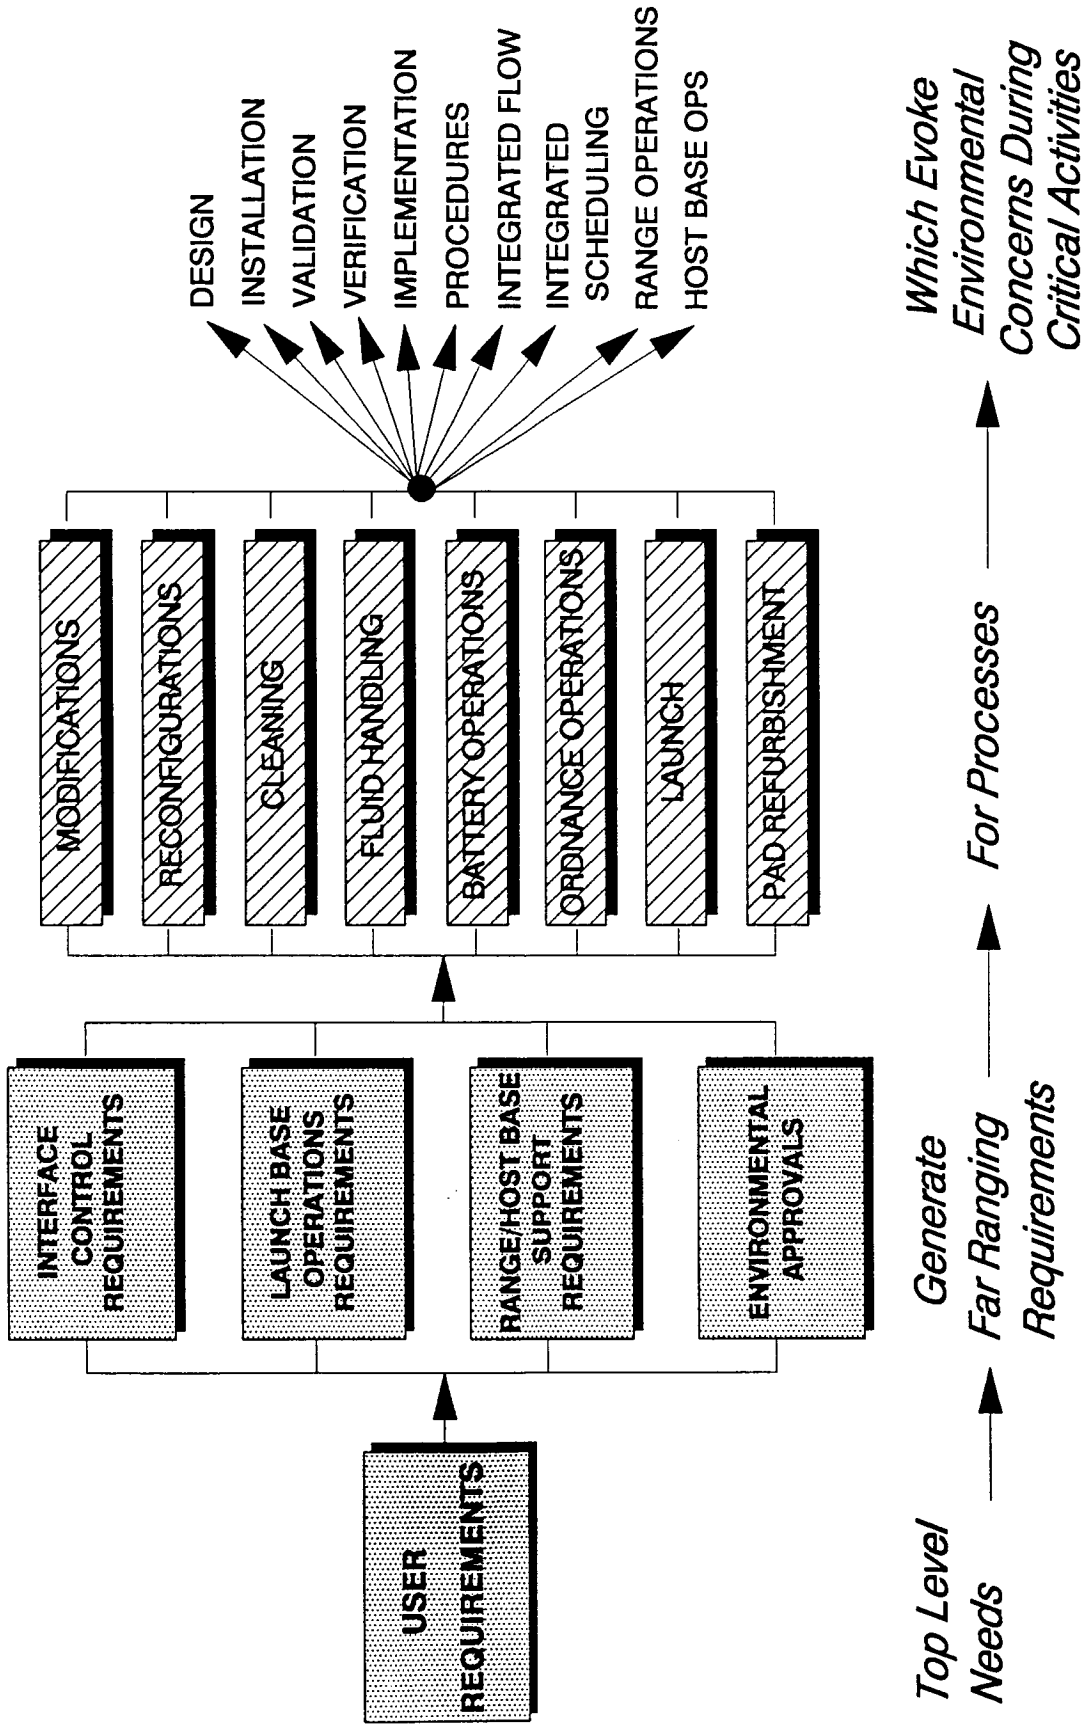 USER
REQUIREMENTS
INTERFACE
CONTROL
REQUIREMENTS
LAUNCH BASE
OPERATIONS
REQUIREMENTS
RANGE/HOST BASE
SUPPORT
REQUIREMENTS
ENVIRONMENTAL
APPROVALS
MODIFICATIONS
RECONFIGURATIONS
CLEANING
FLUID HANDLING
BATTERY OPERATIONS
ORDNANCE OPERATIONS
LAUNCH
PAD REFURBISHMENT
DESIGN
INSTALLATION
VALIDATION
VERIFICATION
IMPLEMENTATION
PROCEDURES
INTEGRATED FLOW
INTEGRATED
SCHEDULING
RANGE OPERATIONS
HOST BASE OPS
Top Level
Needs
Generate
Far Ranging
Requirements
For Processes
Which Evoke
Environmental
Concerns During
Critical Activities